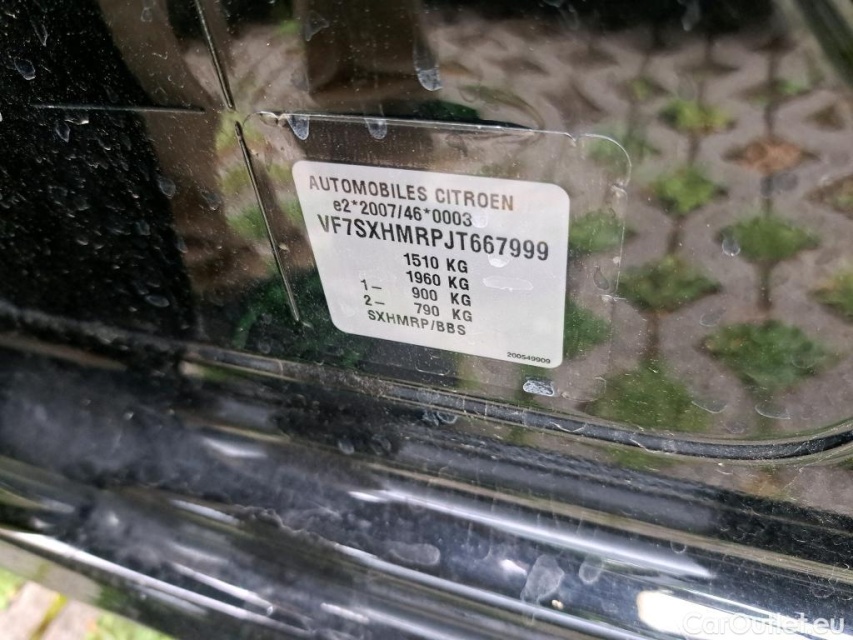 AUTOMOBILES CITROEN
e2*2007/46*0003
VF7SXHMRPJT667999
1510 KG
1960 KG
1- 900 KG
2- 790 KG
SXHMRP/BBS
200549909
CarOutlet.eu